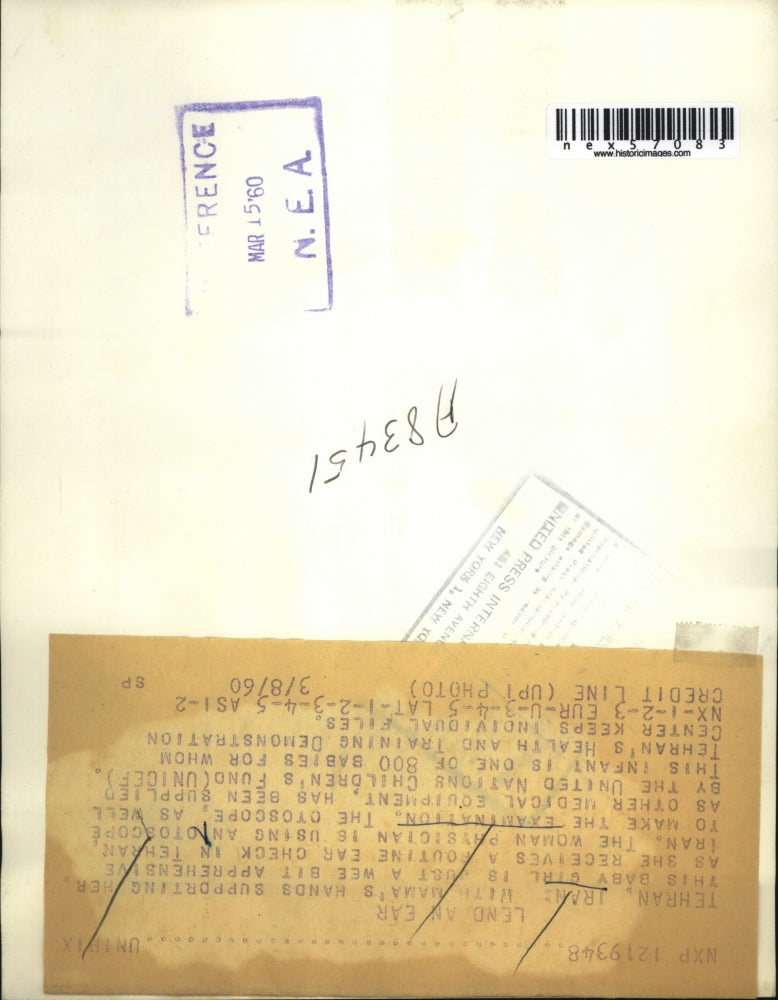 nex57083
www.historicimages.com
FRENCE
MAR 15'60
N. E. A.
A83451
UNITED PRESS INTERNA
461 EIGHTH AVENU
NEW YORK 1, NEW YO
NXP 1219348................................UNIPIX
LEND AN EAR
TEHRAN, IRAN: WITH MAMA'S HANDS SUPPORTING HER,
THIS BABY GIRL IS JUST A WEE BIT APPREHENSIVE
AS SHE RECEIVES A ROUTINE EAR CHECK IN TEHRAN,
IRAN. THE WOMAN PHYSICIAN IS USING AN OTOSCOPE
TO MAKE THE EXAMINATION. THE OTOSCOPE, AS WELL
AS OTHER MEDICAL EQUIPMENT, HAS BEEN SUPPLIED
BY THE UNITED NATIONS CHILDREN'S FUND(UNICEF).
THIS INFANT IS ONE OF 800 BABIES FOR WHOM
TEHRAN'S HEALTH AND TRAINING DEMONSTRATION
CENTER KEEPS INDIVIDUAL FILES.
NX-1-2-3 EUR-U-3-4-5 LAT-1-2-3-4-5 ASI-2
CREDIT LINE (UPI PHOTO) 3/8/60 SP